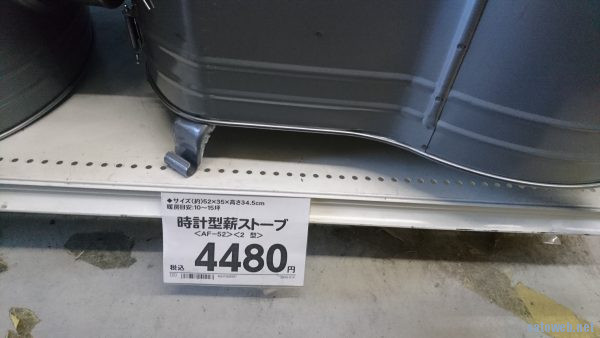 ◆サイズ(約)52×35×高さ34.5cm
暖房目安:10〜15坪
時計型薪ストーブ
<AF-52><2 型>
税込 4480円